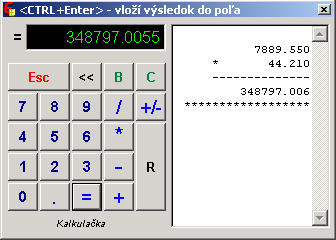 <CTRL+Enter> - vloží výsledok do poľa
= 348797.0055
Esc << B C
7 8 9 / +/-
4 5 6 *
1 2 3 - R
0 . = +
Kalkulačka
7889.550
* 44.210
--------------
348797.006
******************